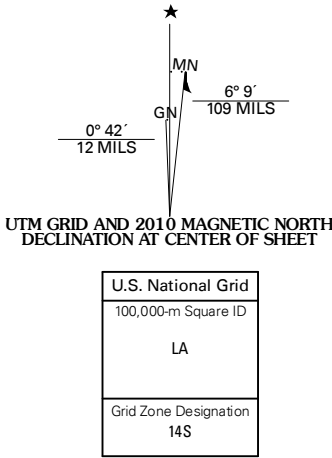 ★
MN
GN
6° 9´
109 MILS
0° 42´
12 MILS
UTM GRID AND 2010 MAGNETIC NORTH
DECLINATION AT CENTER OF SHEET
U.S. National Grid
100,000-m Square ID
LA
Grid Zone Designation
14S